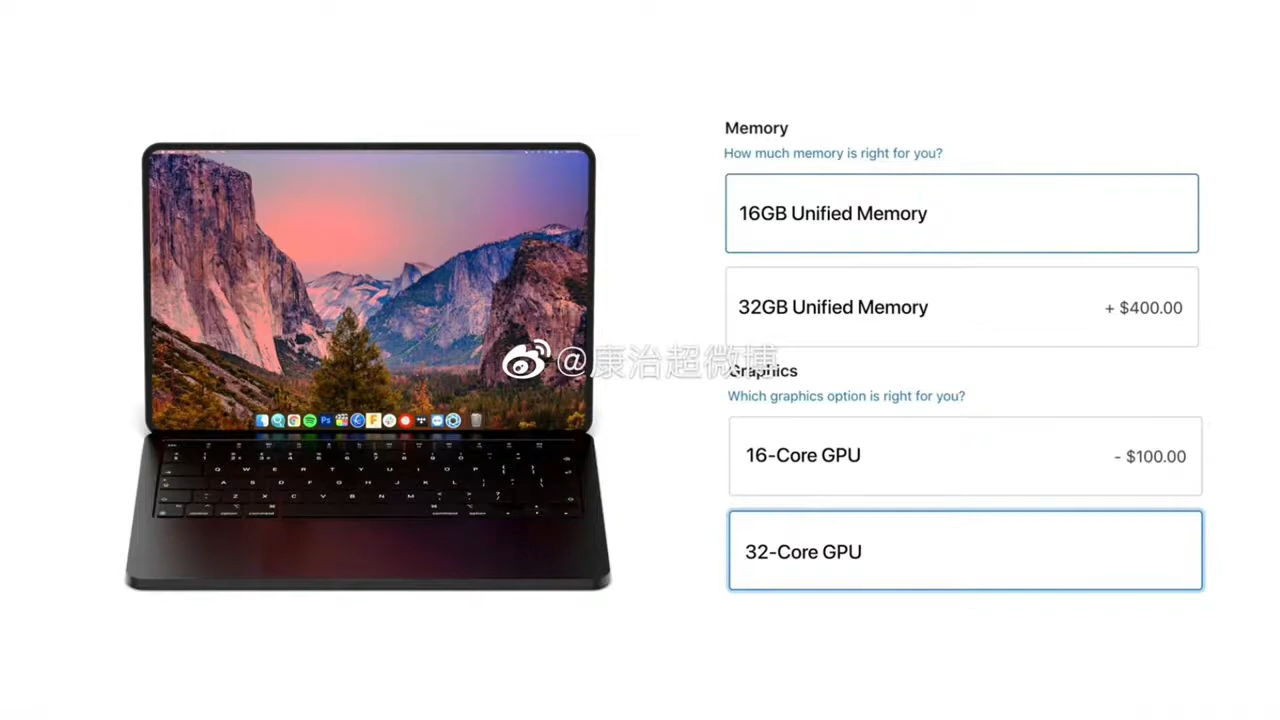 Memory
How much memory is right for you?
16GB Unified Memory
32GB Unified Memory + $400.00
@康治超微博
Graphics
Which graphics option is right for you?
16-Core GPU - $100.00
32-Core GPU